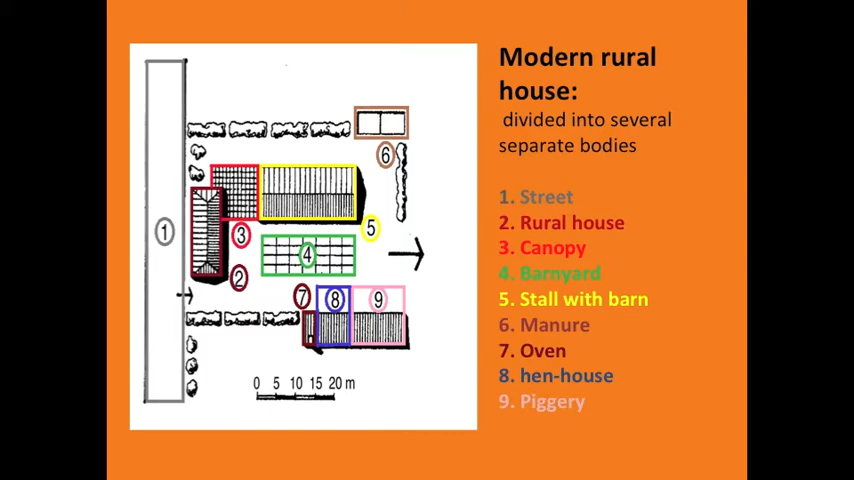 Modern rural
house:
divided into several
separate bodies
1. Street
2. Rural house
3. Canopy
4. Barnyard
5. Stall with barn
6. Manure
7. Oven
8. hen-house
9. Piggery
6
1
3
5
4
2
7
8
9
0 5 10 15 20 m